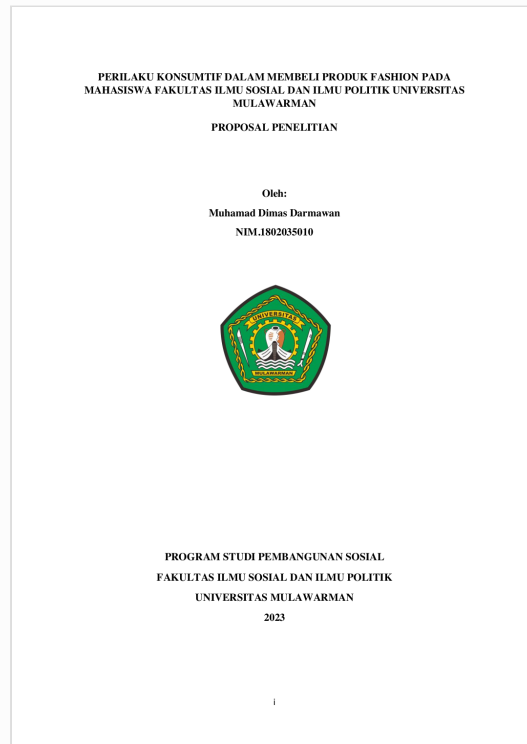 PERILAKU KONSUMTIF DALAM MEMBELI PRODUK FASHION PADA
MAHASISWA FAKULTAS ILMU SOSIAL DAN ILMU POLITIK UNIVERSITAS
MULAWARMAN
PROPOSAL PENELITIAN
Oleh:
Muhamad Dimas Darmawan
NIM.1802035010
UNIVERSITAS
MULAWARMAN
PROGRAM STUDI PEMBANGUNAN SOSIAL
FAKULTAS ILMU SOSIAL DAN ILMU POLITIK
UNIVERSITAS MULAWARMAN
2023
i